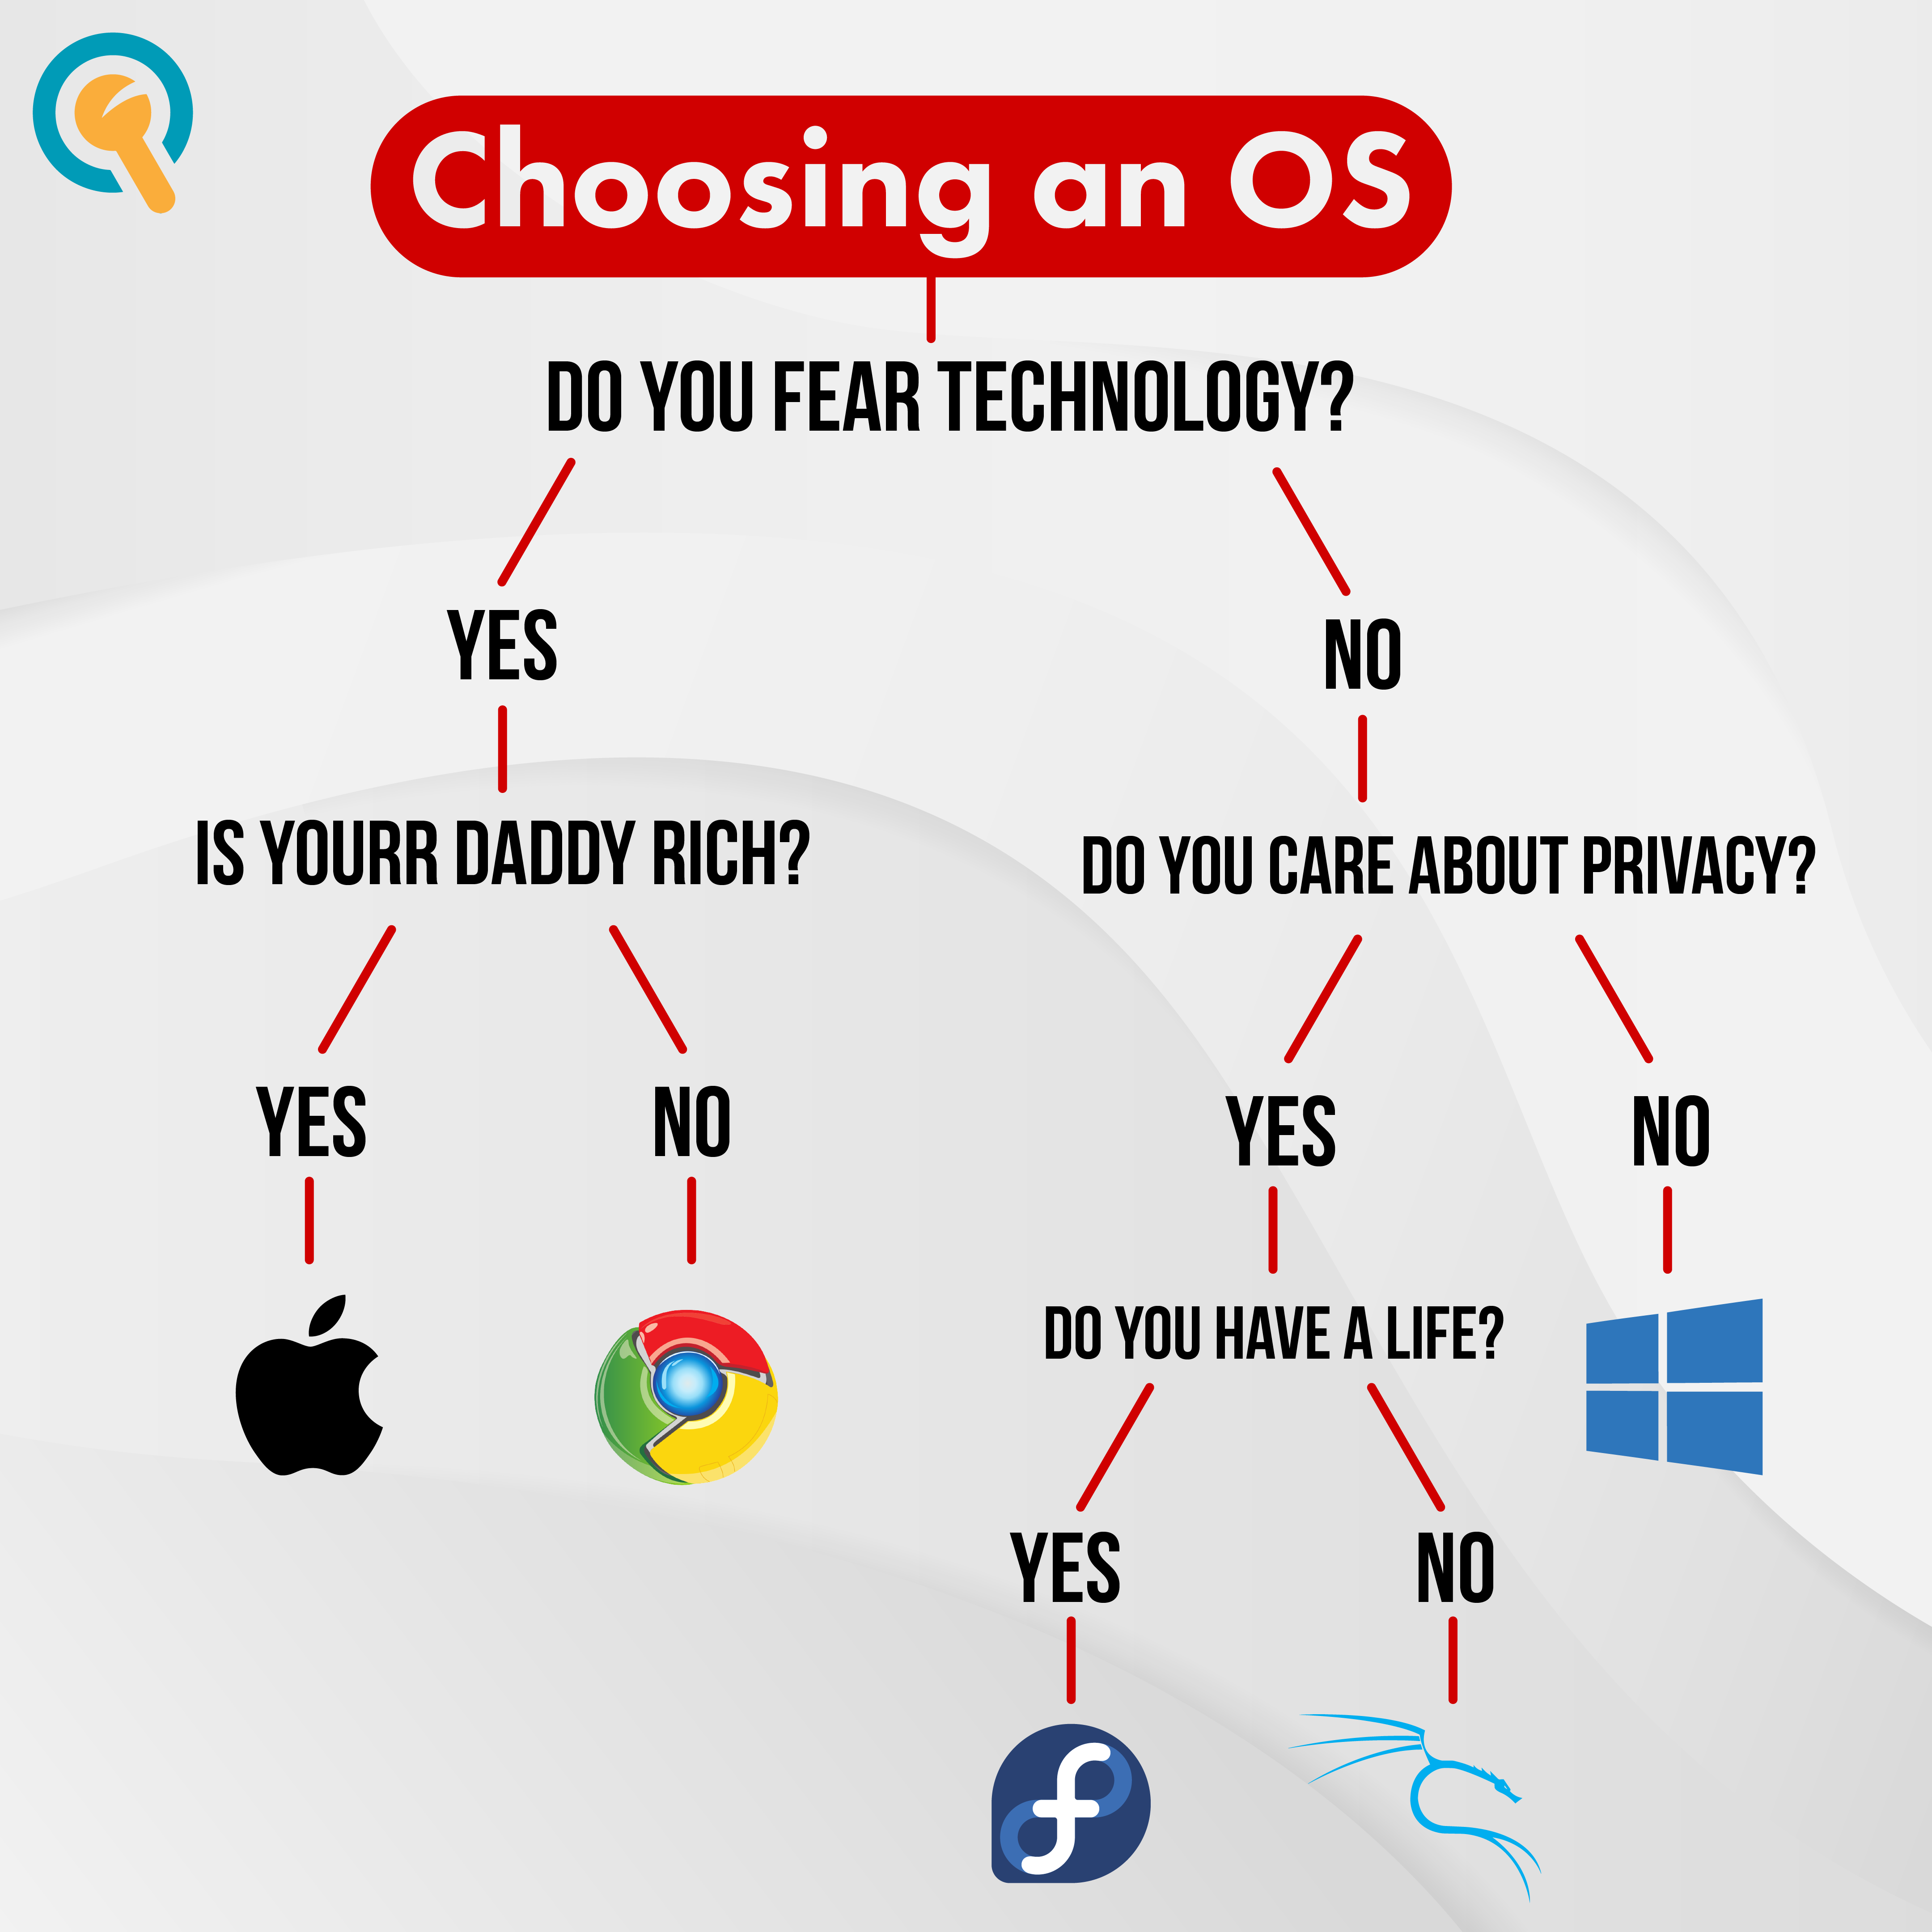 Choosing an OS
DO YOU FEAR TECHNOLOGY?
YES
NO
IS YOURR DADDY RICH?
DO YOU CARE ABOUT PRIVACY?
YES
NO
YES
NO
DO YOU HAVE A LIFE?
YES
NO